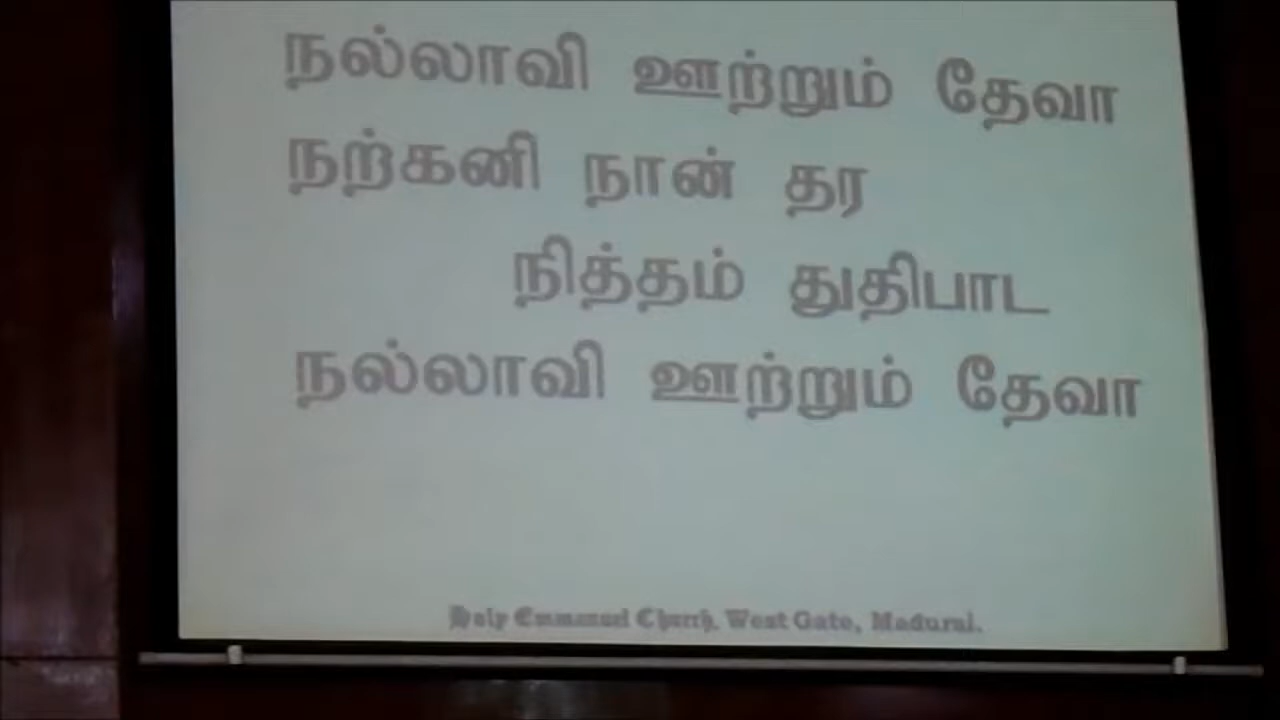 நல்லாவி ஊற்றும் தேவா
நற்கனி நான் தர
நித்தம் துதிபாட
நல்லாவி ஊற்றும் தேவா
Holy Emmanuel Church, West Gate, Madurai.